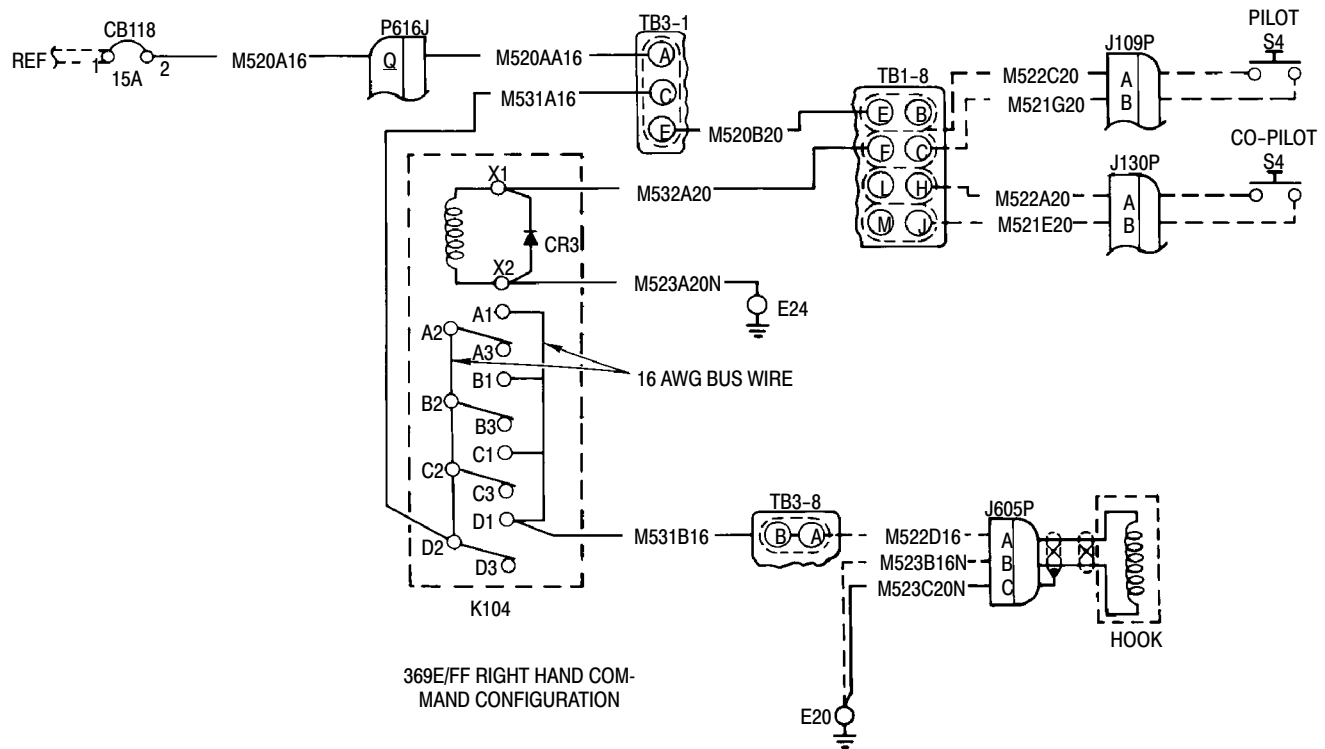 REF
CB118
1
2
15A
M520A16
P616J
Q
M520AA16
M531A16
TB3-1
A
C
E
M520B20
TB1-8
E B
F C
L H
M J
M522C20
M521G20
J109P
A
B
PILOT
S4
M522A20
M521E20
J130P
A
B
CO-PILOT
S4
X1
M532A20
CR3
X2
M523A20N
E24
A1
A2
A3
B1
16 AWG BUS WIRE
B2
B3
C1
C2
C3
D1
D2
D3
K104
M531B16
TB3-8
B A
M522D16
M523B16N
M523C20N
J605P
A
B
C
HOOK
E20
369E/FF RIGHT HAND COM-
MAND CONFIGURATION